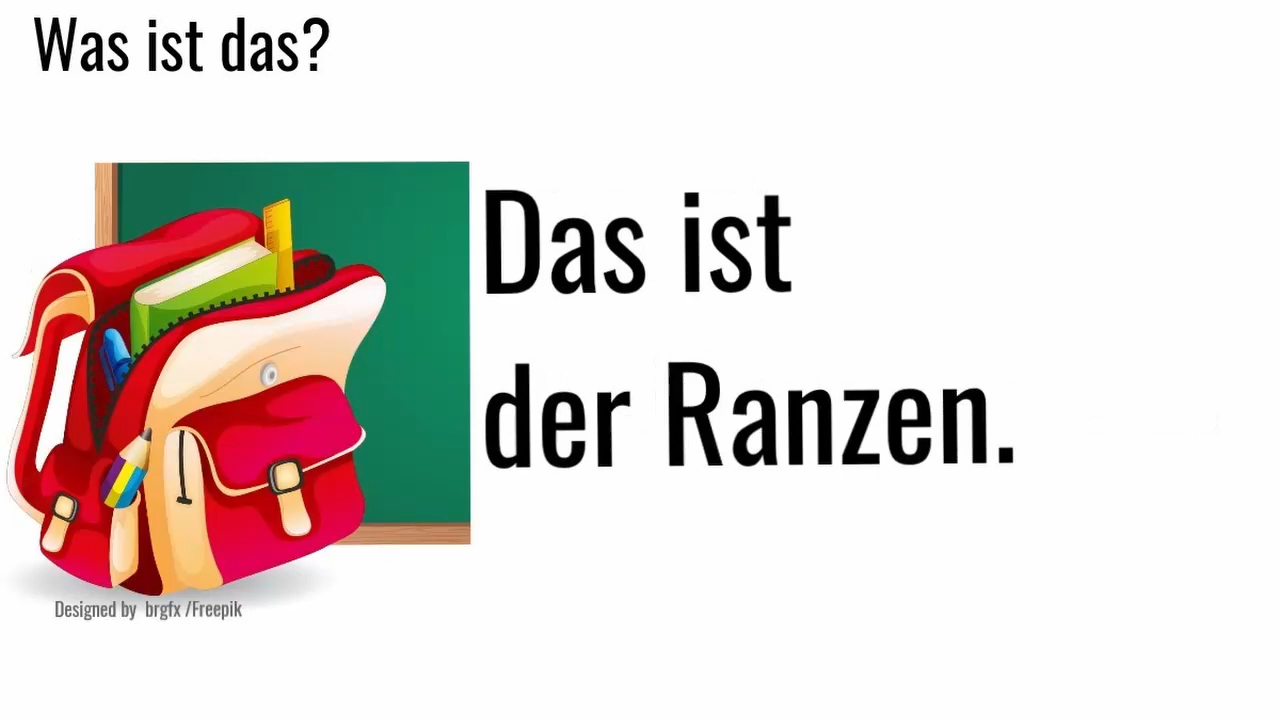 Was ist das?
Das ist
der Ranzen.
Designed by brgfx /Freepik